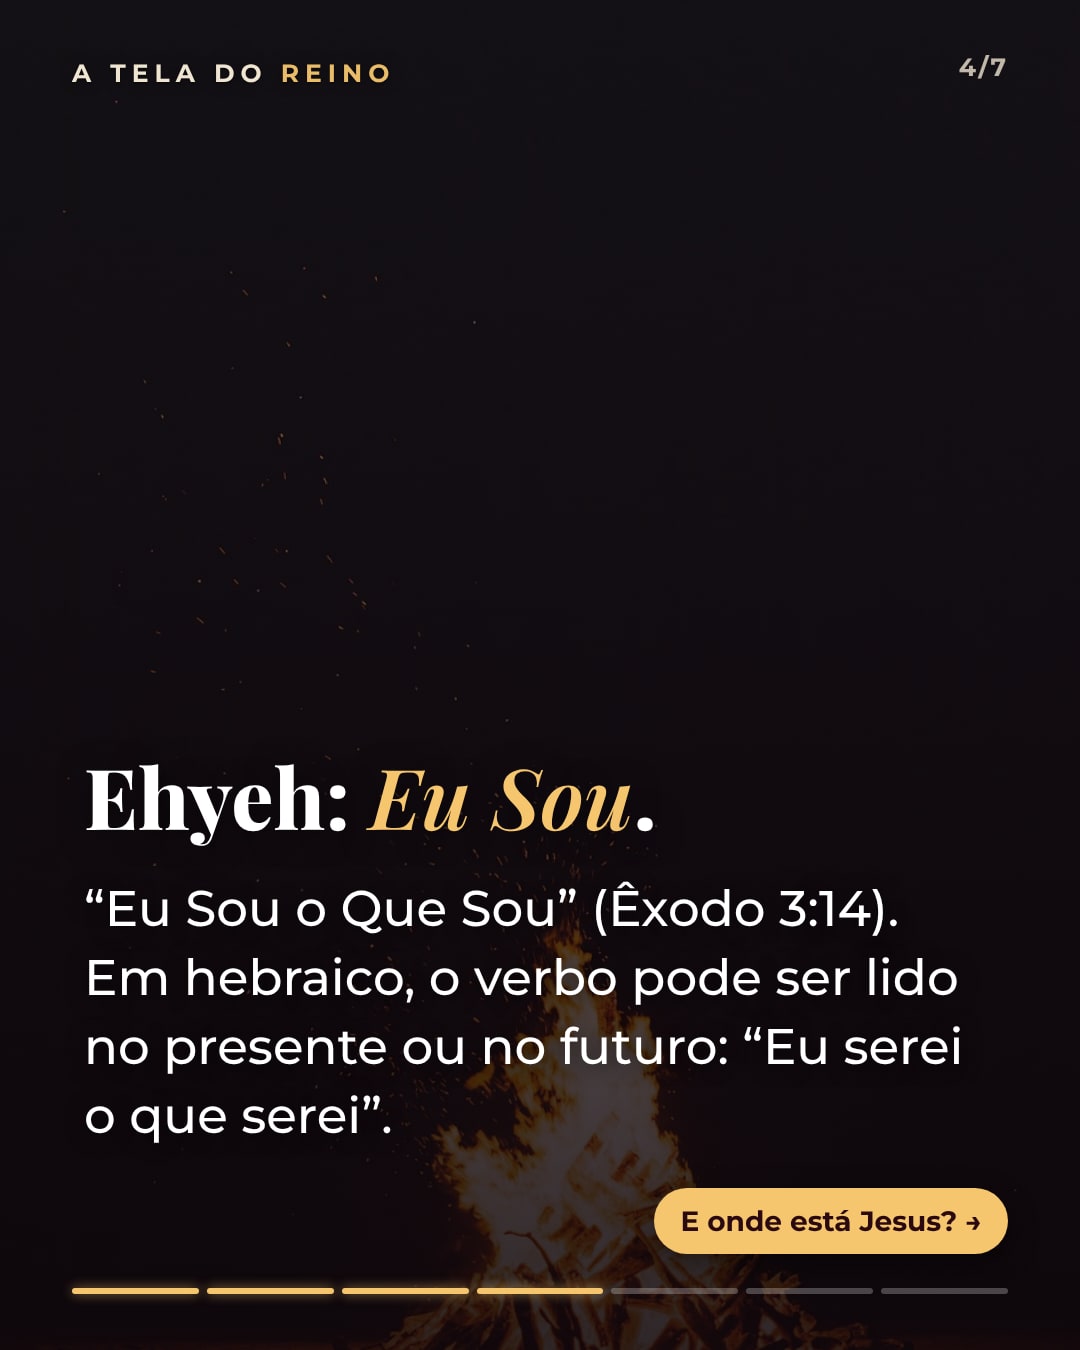 A TELA DO REINO
4/7
Ehyeh: Eu Sou.
“Eu Sou o Que Sou” (Êxodo 3:14).
Em hebraico, o verbo pode ser lido
no presente ou no futuro: “Eu serei
o que serei”.
E onde está Jesus? →